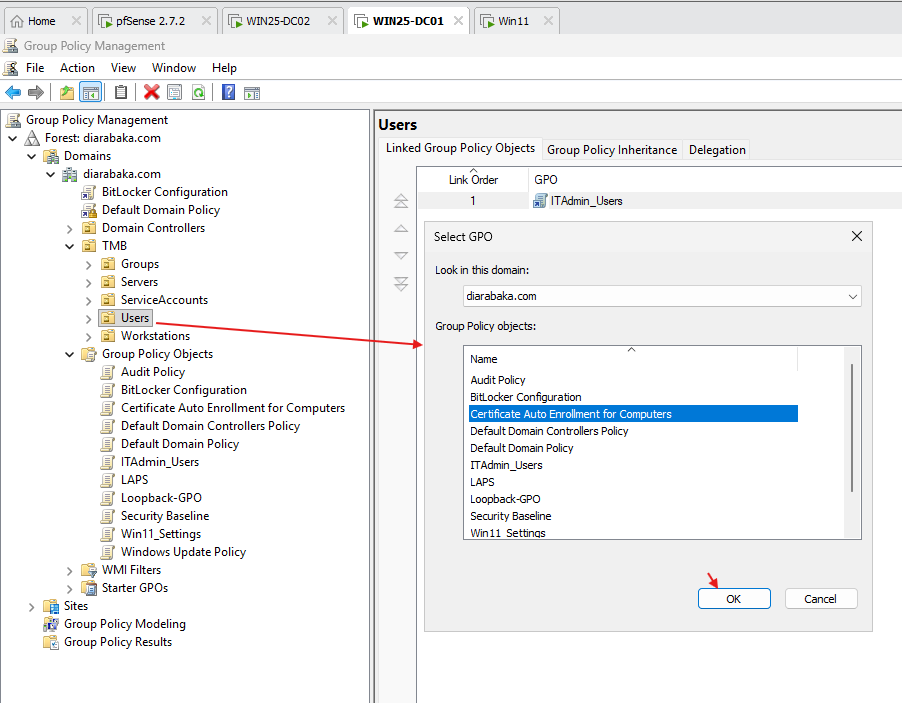 Home
pfSense 2.7.2
WIN25-DC02
WIN25-DC01
Win11
Group Policy Management
File Action View Window Help
Group Policy Management
Forest: diarabaka.com
Domains
diarabaka.com
BitLocker Configuration
Default Domain Policy
Domain Controllers
TMB
Groups
Servers
ServiceAccounts
Users
Workstations
Group Policy Objects
Audit Policy
BitLocker Configuration
Certificate Auto Enrollment for Computers
Default Domain Controllers Policy
Default Domain Policy
ITAdmin_Users
LAPS
Loopback-GPO
Security Baseline
Win11_Settings
Windows Update Policy
WMI Filters
Starter GPOs
Sites
Group Policy Modeling
Group Policy Results
Users
Linked Group Policy Objects Group Policy Inheritance Delegation
Link Order GPO
1 ITAdmin_Users
Select GPO
Look in this domain:
diarabaka.com
Group Policy objects:
Name
Audit Policy
BitLocker Configuration
Certificate Auto Enrollment for Computers
Default Domain Controllers Policy
Default Domain Policy
ITAdmin_Users
LAPS
Loopback-GPO
Security Baseline
Win11_Settings
OK Cancel